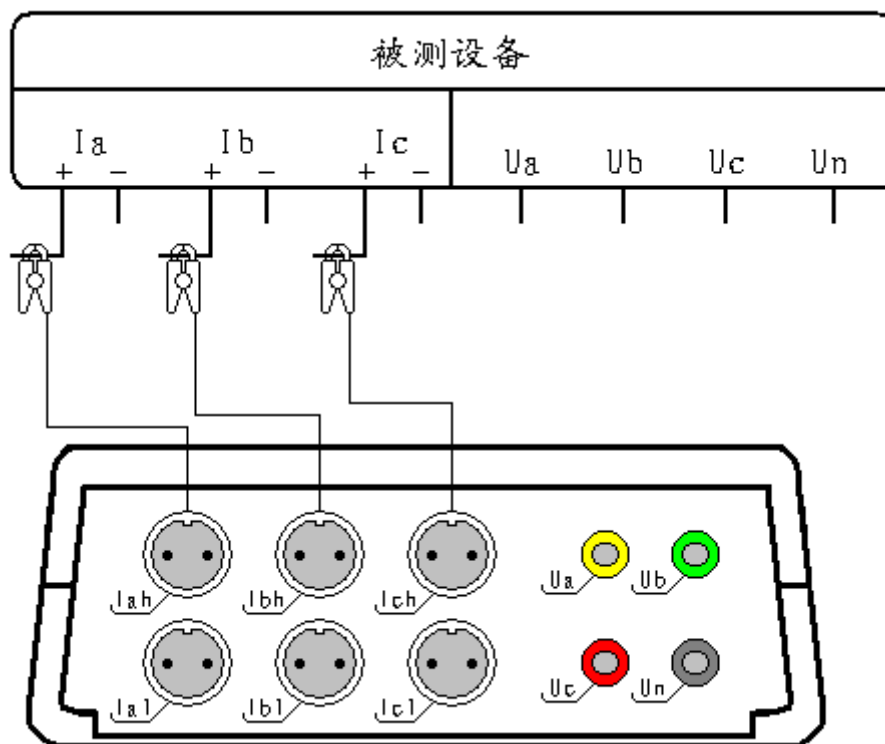 被测设备
Ia Ib Ic
+ - + - + -
Ua Ub Uc Un
Iah Ibh Ich Ua Ub
Ial Ibl Icl Uc Un